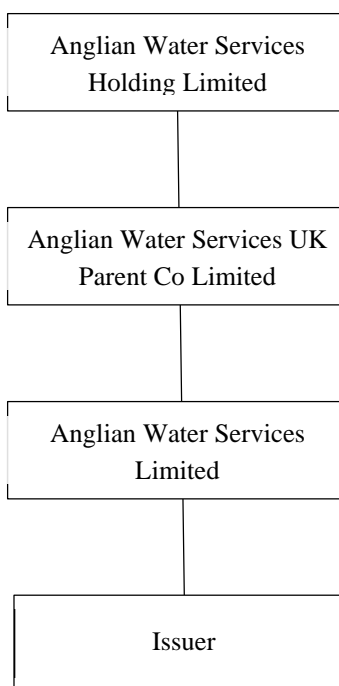 Anglian Water Services
Holding Limited
Anglian Water Services UK
Parent Co Limited
Anglian Water Services
Limited
Issuer